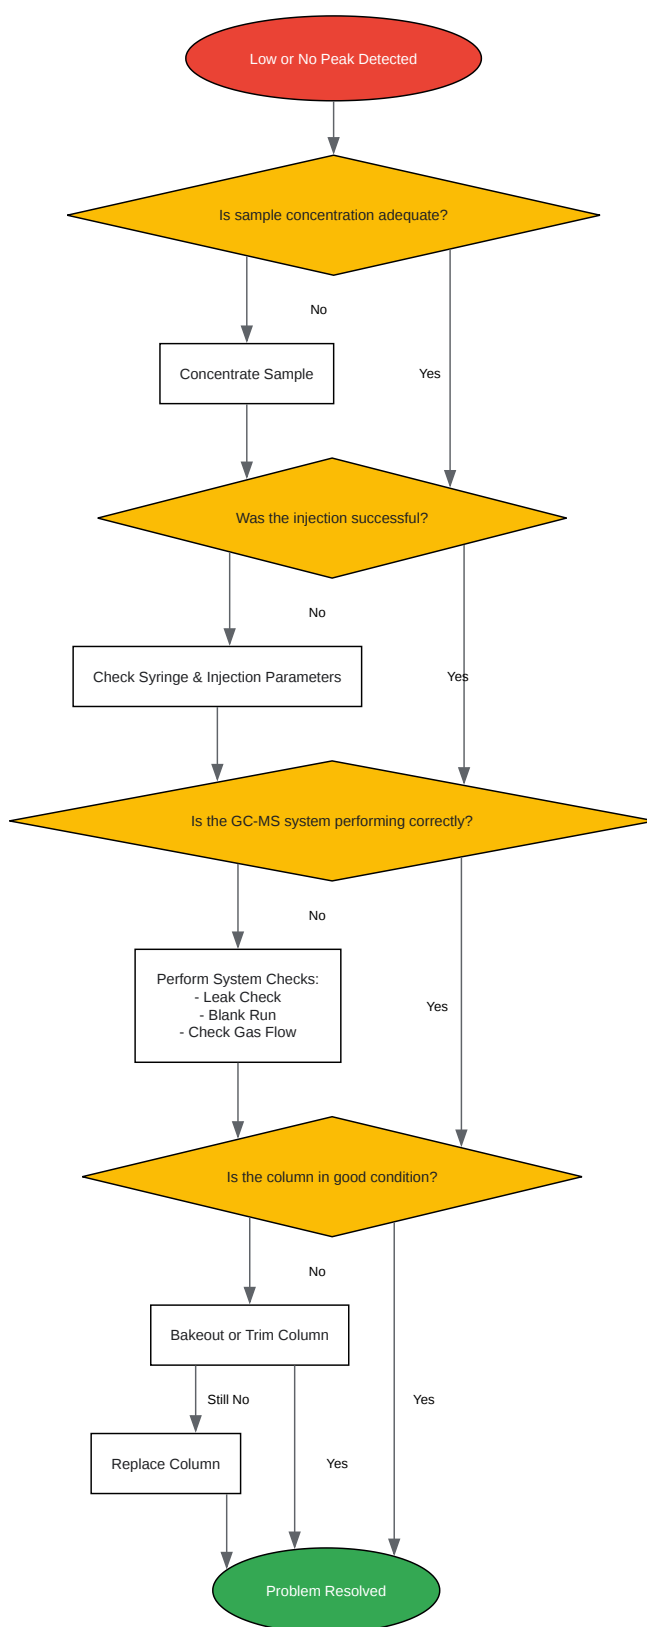 Low or No Peak Detected
Is sample concentration adequate?
No
Concentrate Sample
Yes
Was the injection successful?
No
Check Syringe & Injection Parameters
Yes
Is the GC-MS system performing correctly?
No
Perform System Checks:
- Leak Check
- Blank Run
- Check Gas Flow
Yes
Is the column in good condition?
No
Bakeout or Trim Column
Still No
Yes
Replace Column
Yes
Problem Resolved